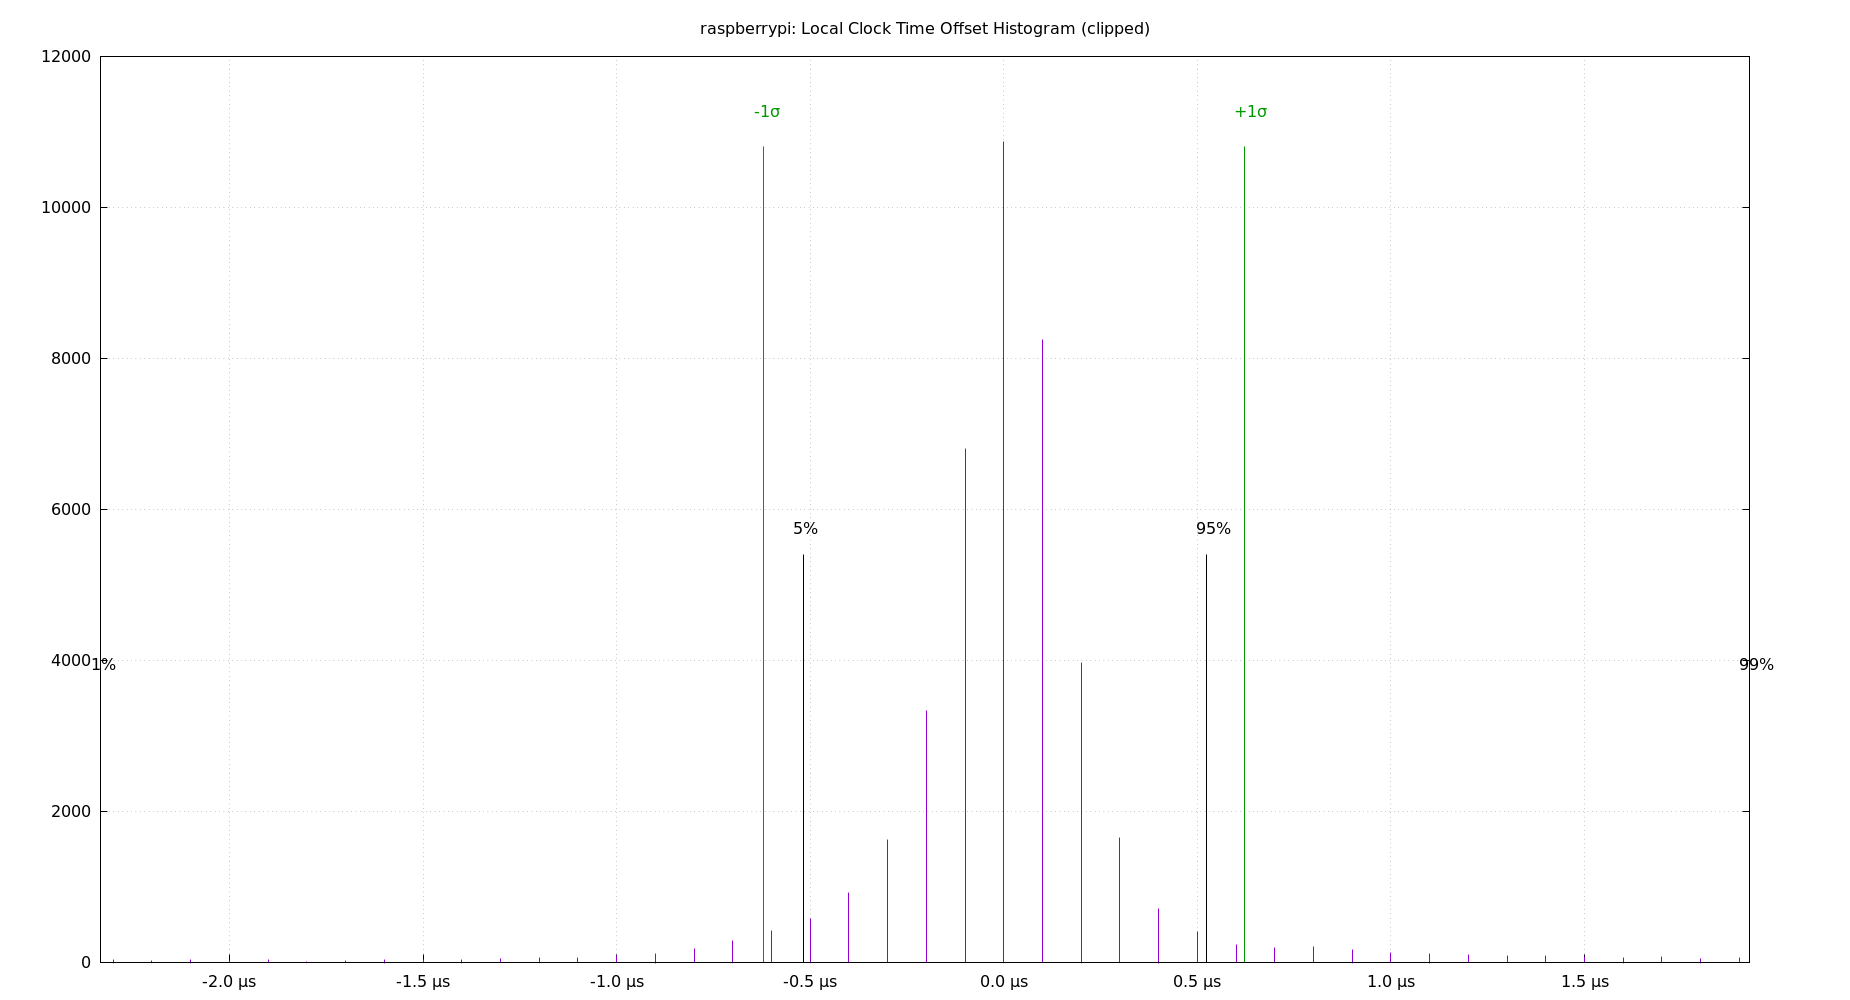 raspberrypi: Local Clock Time Offset Histogram (clipped)
12000
-1σ
+1σ
10000
8000
6000
5%
95%
4000
1%
99%
2000
0
-2.0 µs
-1.5 µs
-1.0 µs
-0.5 µs
0.0 µs
0.5 µs
1.0 µs
1.5 µs